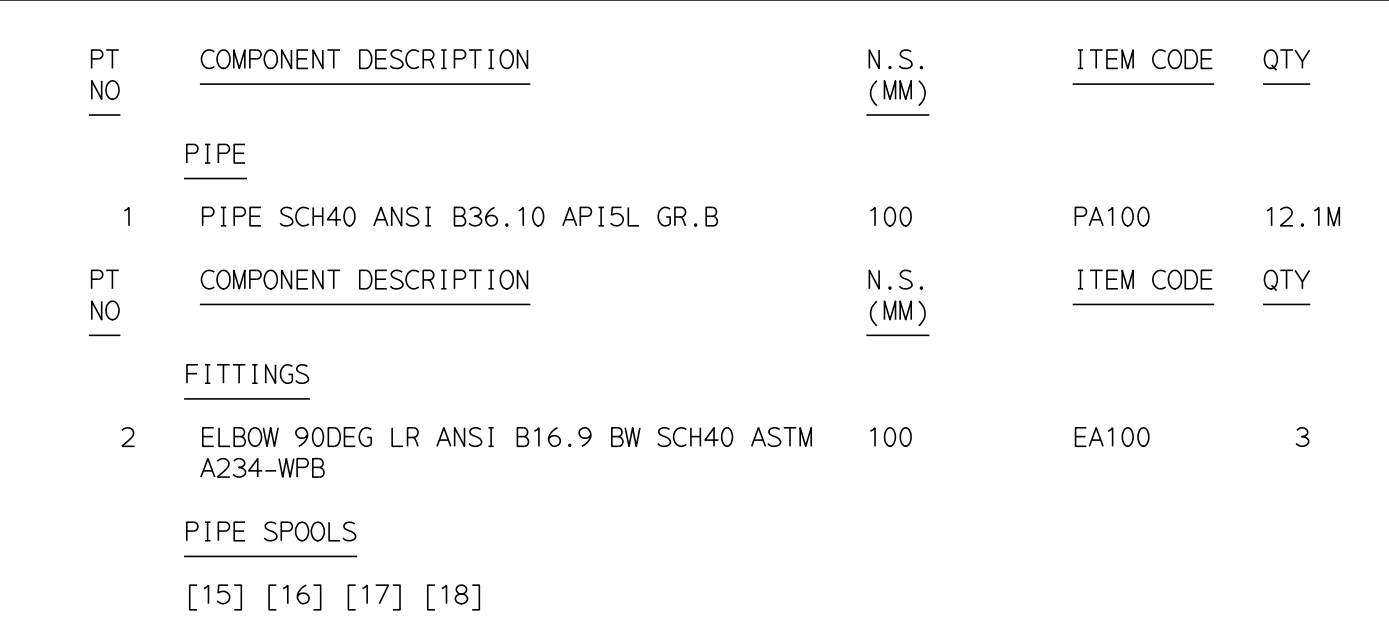 PT COMPONENT DESCRIPTION N.S. ITEM CODE QTY
NO (MM)
PIPE
1 PIPE SCH40 ANSI B36.10 API5L GR.B 100 PA100 12.1M
PT COMPONENT DESCRIPTION N.S. ITEM CODE QTY
NO (MM)
FITTINGS
2 ELBOW 90DEG LR ANSI B16.9 BW SCH40 ASTM 100 EA100 3
A234-WPB
PIPE SPOOLS
[15] [16] [17] [18]